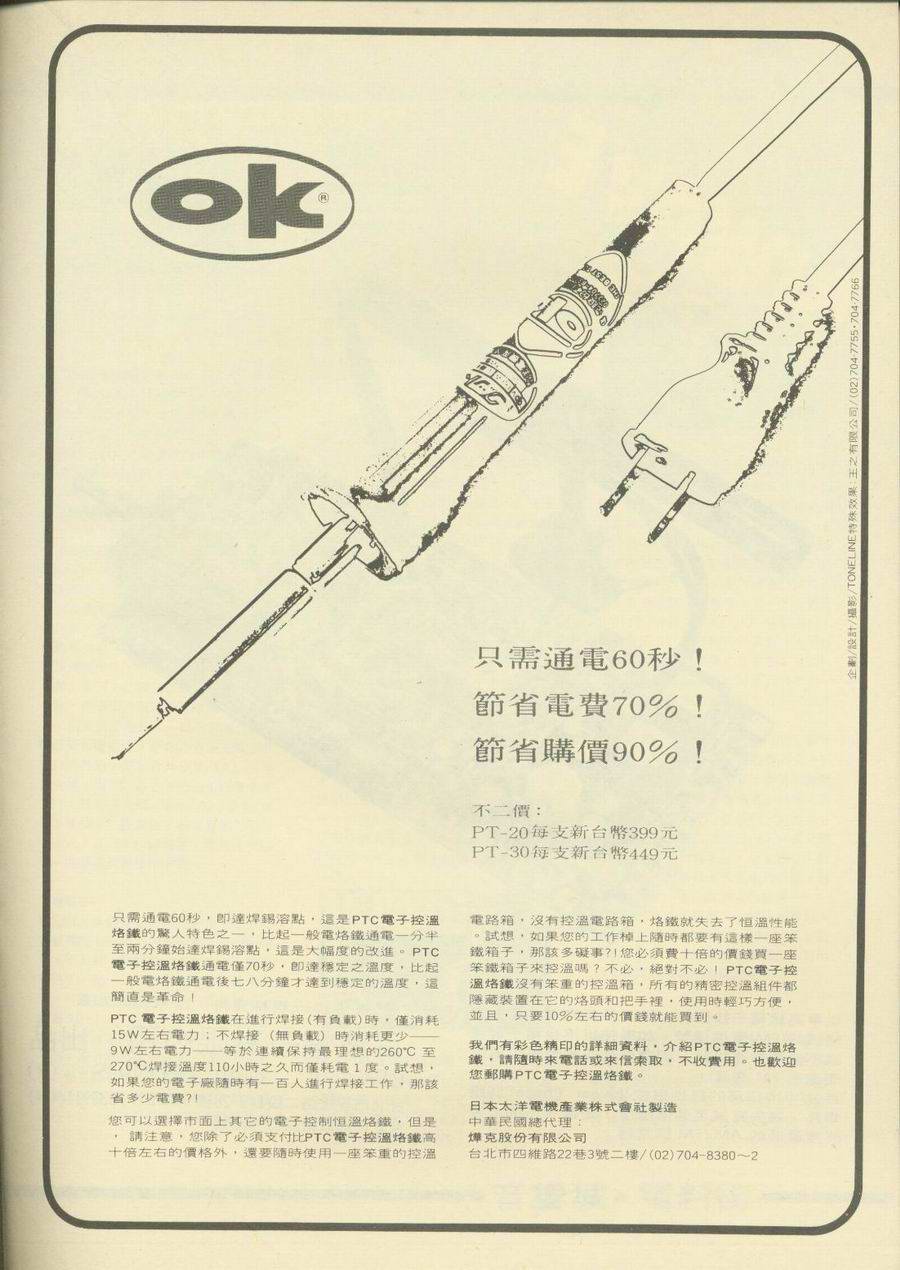 ok®
只需通電60秒！
節省電費70%！
節省購價90%！
不二價：
PT-20每支新台幣399元
PT-30每支新台幣449元
只需通電60秒，即達焊錫溶點，這是PTC電子控溫
烙鐵的驚人特色之一，比起一般電烙鐵通電一分半
至兩分鐘始達焊錫溶點，這是大幅度的改進。PTC
電子控溫烙鐵通電僅70秒，即達穩定之溫度，比起
一般電烙鐵通電後七八分鐘才達到穩定的溫度，這
簡直是革命！
PTC 電子控溫烙鐵在進行焊接(有負載)時，僅消耗
15W左右電力；不焊接（無負載）時消耗更少——
9W左右電力——等於連續保持最理想的260℃ 至
270℃焊接溫度110小時之久而僅耗電 1 度。試想，
如果您的電子廠隨時有一百人進行焊接工作，那該
省多少電費?!
您可以選擇市面上其它的電子控制恒溫烙鐵，但是
，請注意，您除了必須支付比PTC電子控溫烙鐵高
十倍左右的價格外，還要隨時使用一座笨重的控溫
電路箱，沒有控溫電路箱，烙鐵就失去了恒溫性能
。試想，如果您的工作棹上隨時都要有這樣一座笨
鐵箱子，那該多礙事?!您必須費十倍的價錢買一座
笨鐵箱子來控溫嗎？不必，絕對不必！PTC電子控
溫烙鐵沒有笨重的控溫箱，所有的精密控溫組件都
隱藏裝置在它的烙頭和把手裡，使用時輕巧方便，
並且，只要10%左右的價錢就能買到。
我們有彩色精印的詳細資料，介紹PTC電子控溫烙
鐵，請隨時來電話或來信索取，不收費用。也歡迎
您郵購PTC電子控溫烙鐵。
日本太洋電機產業株式會社製造
中華民國總代理：
燁克股份有限公司
台北市四維路22巷3號二樓/(02)704-8380～2
企劃/設計/攝影/TONELINE特殊效果：王之有限公司/(02)704·7755·704·7766